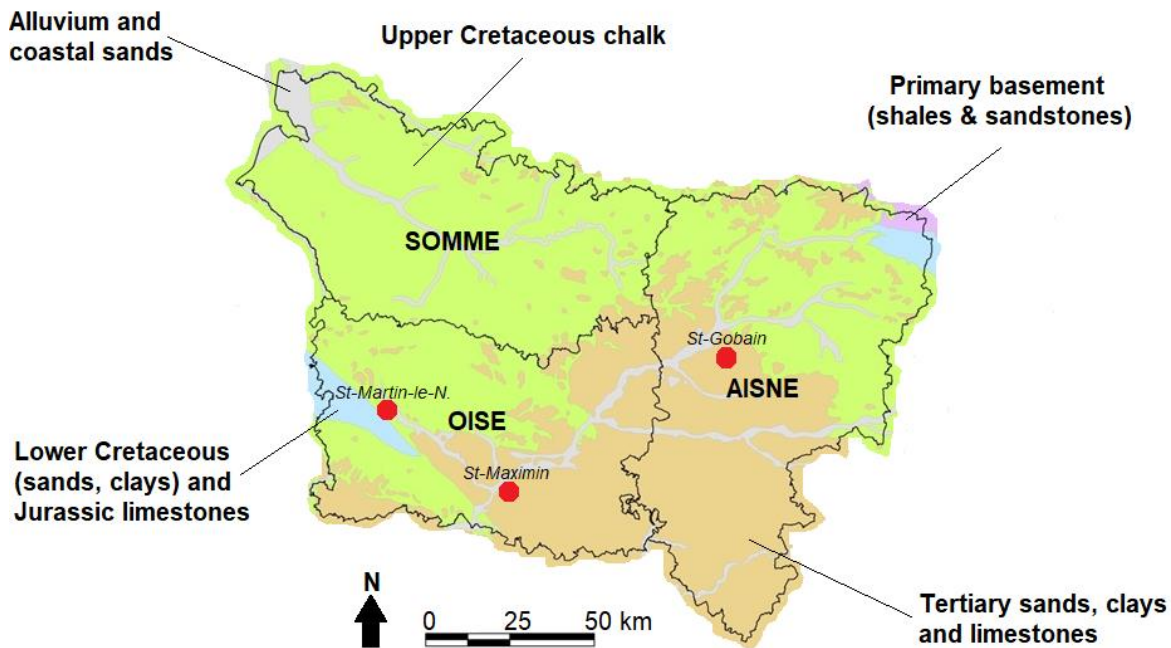 Alluvium and
coastal sands
Upper Cretaceous chalk
Primary basement
(shales & sandstones)
SOMME
St-Gobain
AISNE
St-Martin-le-N.
OISE
St-Maximin
Lower Cretaceous
(sands, clays) and
Jurassic limestones
N
0 25 50 km
Tertiary sands, clays
and limestones